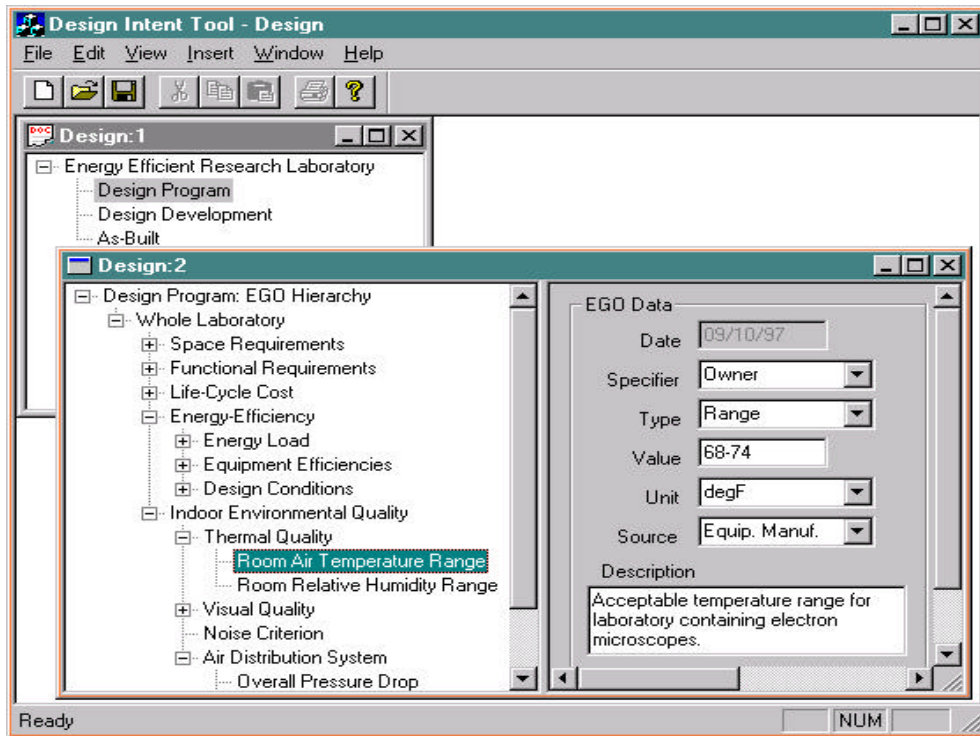 Design Intent Tool - Design
File Edit View Insert Window Help
DOC
Design:1
Energy Efficient Research Laboratory
Design Program
Design Development
As-Built
Design:2
Design Program: EGO Hierarchy
Whole Laboratory
Space Requirements
Functional Requirements
Life-Cycle Cost
Energy-Efficiency
Energy Load
Equipment Efficiencies
Design Conditions
Indoor Environmental Quality
Thermal Quality
Room Air Temperature Range
Room Relative Humidity Range
Visual Quality
Noise Criterion
Air Distribution System
Overall Pressure Drop
EGO Data
Date 09/10/97
Specifier Owner
Type Range
Value 68-74
Unit degF
Source Equip. Manuf.
Description
Acceptable temperature range for
laboratory containing electron
microscopes.
Ready NUM